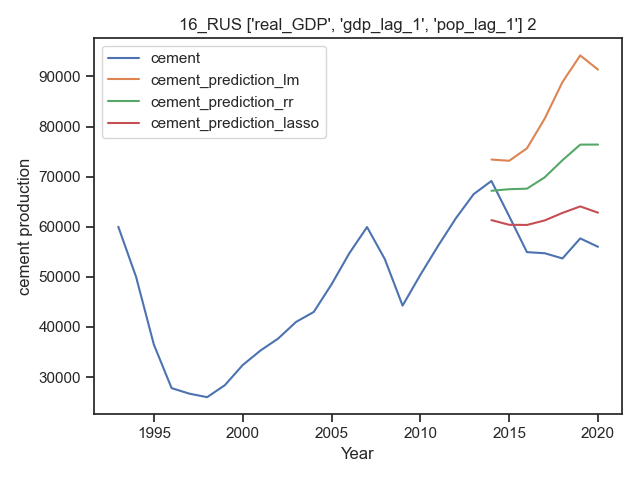 16_RUS ['real_GDP', 'gdp_lag_1', 'pop_lag_1'] 2
cement
cement_prediction_lm
cement_prediction_rr
cement_prediction_lasso
cement production
90000
80000
70000
60000
50000
40000
30000
1995
2000
2005
2010
2015
2020
Year